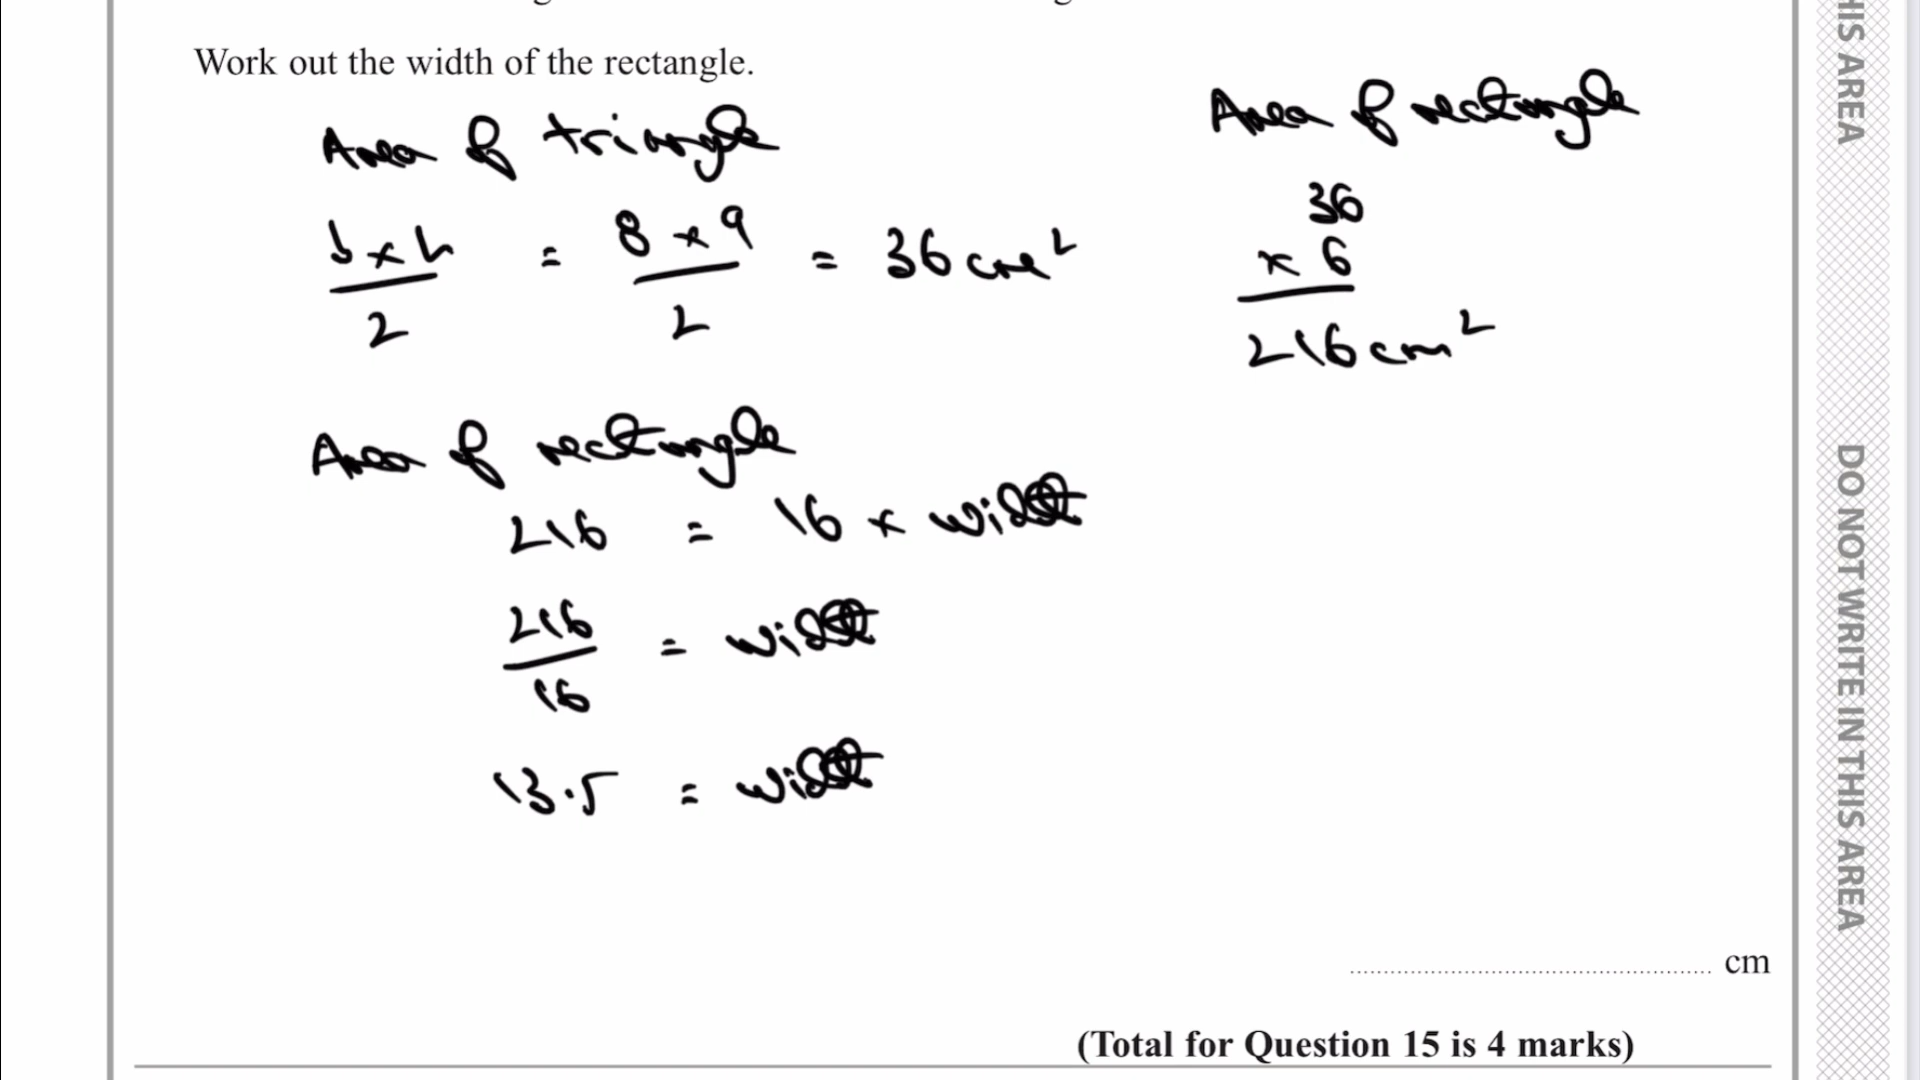 Work out the width of the rectangle.
Area of triangle
b × h / 2 = 8 × 9 / 2 = 36 cm²
Area of rectangle
36
× 6
216 cm²
Area of rectangle
216 = 16 × width
216 / 16 = width
13.5 = width
cm
(Total for Question 15 is 4 marks)
HIS AREA
DO NOT WRITE IN THIS AREA